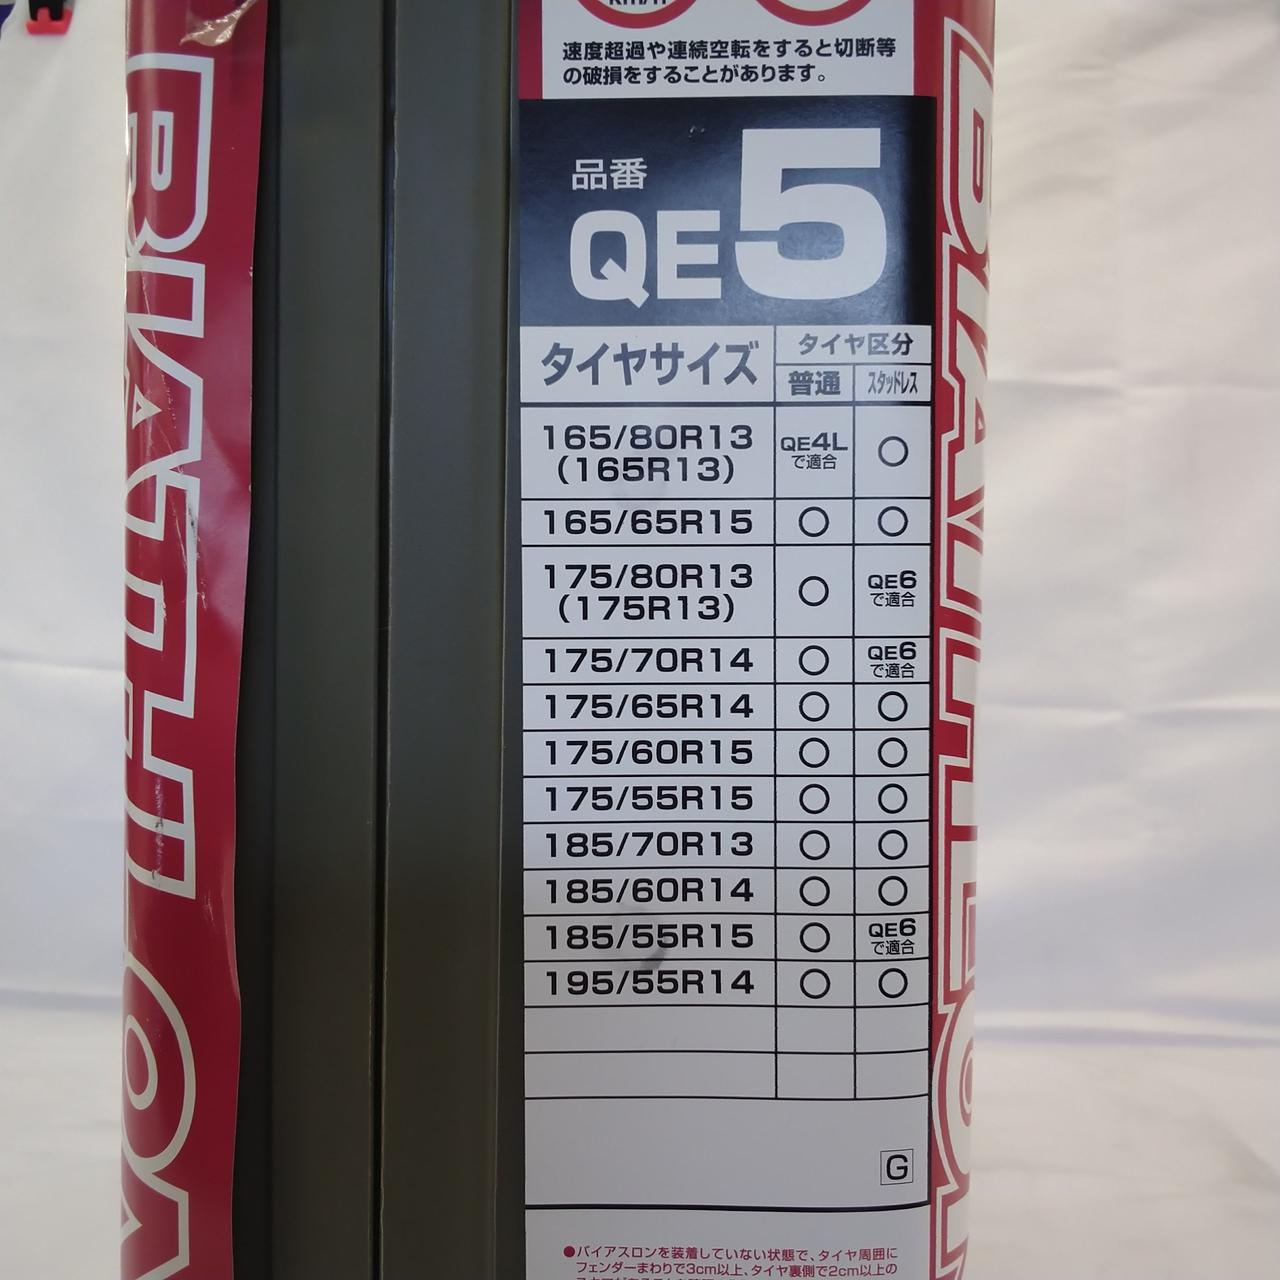 速度超過や連続空転をすると切断等
の破損をすることがあります。
品番
QE5
タイヤサイズ タイヤ区分
普通 スタッドレス
165/80R13
(165R13) QE4L
で適合 ○
165/65R15 ○ ○
175/80R13
(175R13) ○ QE6
で適合
175/70R14 ○ QE6
で適合
175/65R14 ○ ○
175/60R15 ○ ○
175/55R15 ○ ○
185/70R13 ○ ○
185/60R14 ○ ○
185/55R15 ○ QE6
で適合
195/55R14 ○ ○
G
●バイアスロンを装着していない状態で、タイヤ周囲に
フェンダーまわりで3cm以上、タイヤ裏側で2cm以上の
BIATHLON
BIATHLON